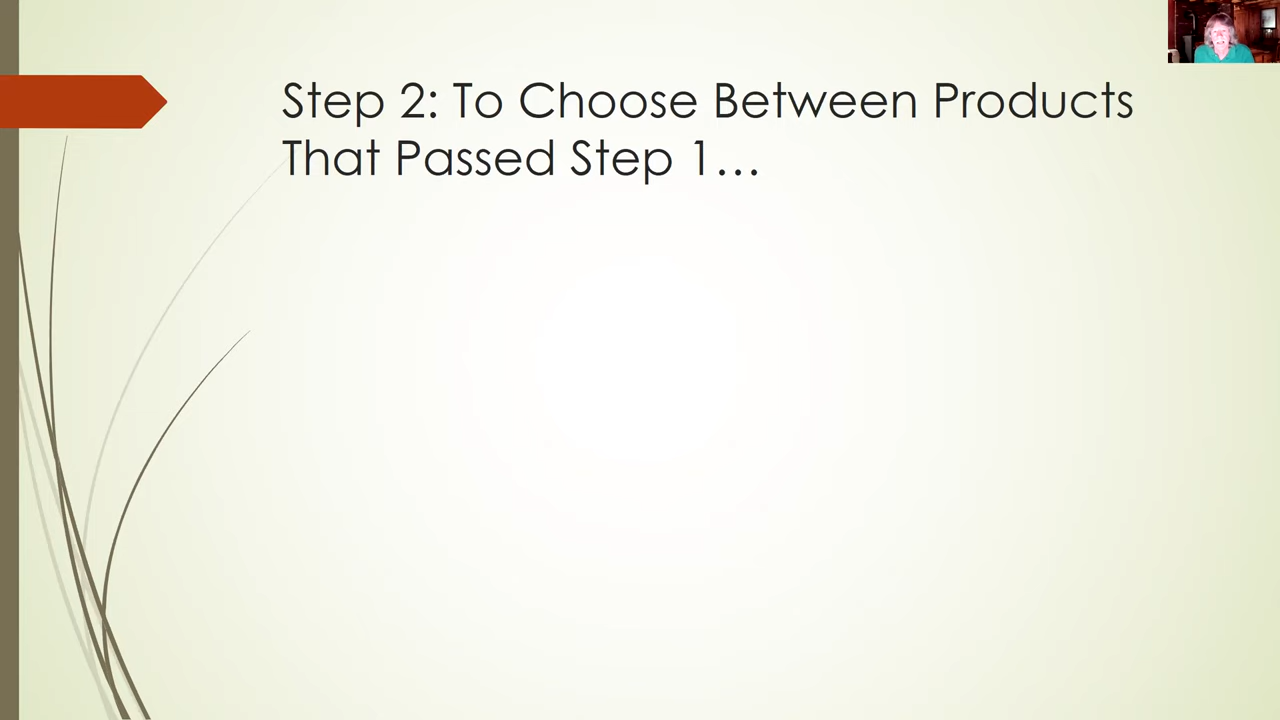 Step 2: To Choose Between Products
That Passed Step 1…